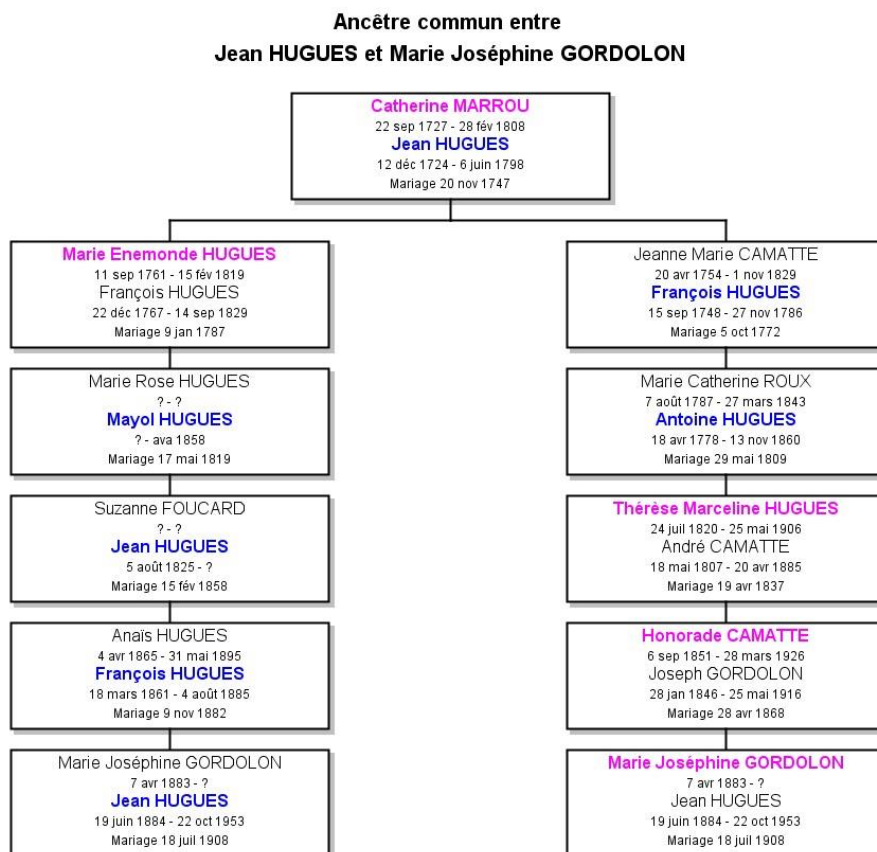 Ancêtre commun entre
Jean HUGUES et Marie Joséphine GORDOLON
Catherine MARROU
22 sep 1727 - 28 fév 1808
Jean HUGUES
12 déc 1724 - 6 juin 1798
Mariage 20 nov 1747
Marie Enemonde HUGUES
11 sep 1761 - 15 fév 1819
François HUGUES
22 déc 1767 - 14 sep 1829
Mariage 9 jan 1787
Jeanne Marie CAMATTE
20 avr 1754 - 1 nov 1829
François HUGUES
15 sep 1748 - 27 nov 1786
Mariage 5 oct 1772
Marie Rose HUGUES
? - ?
Mayol HUGUES
? - ava 1858
Mariage 17 mai 1819
Marie Catherine ROUX
7 août 1787 - 27 mars 1843
Antoine HUGUES
18 avr 1778 - 13 nov 1860
Mariage 29 mai 1809
Suzanne FOUCARD
? - ?
Jean HUGUES
5 août 1825 - ?
Mariage 15 fév 1858
Thérèse Marceline HUGUES
24 juil 1820 - 25 mai 1906
André CAMATTE
18 mai 1807 - 20 avr 1885
Mariage 19 avr 1837
Anaïs HUGUES
4 avr 1865 - 31 mai 1895
François HUGUES
18 mars 1861 - 4 août 1885
Mariage 9 nov 1882
Honorade CAMATTE
6 sep 1851 - 28 mars 1926
Joseph GORDOLON
28 jan 1846 - 25 mai 1916
Mariage 28 avr 1868
Marie Joséphine GORDOLON
7 avr 1883 - ?
Jean HUGUES
19 juin 1884 - 22 oct 1953
Mariage 18 juil 1908
Marie Joséphine GORDOLON
7 avr 1883 - ?
Jean HUGUES
19 juin 1884 - 22 oct 1953
Mariage 18 juil 1908